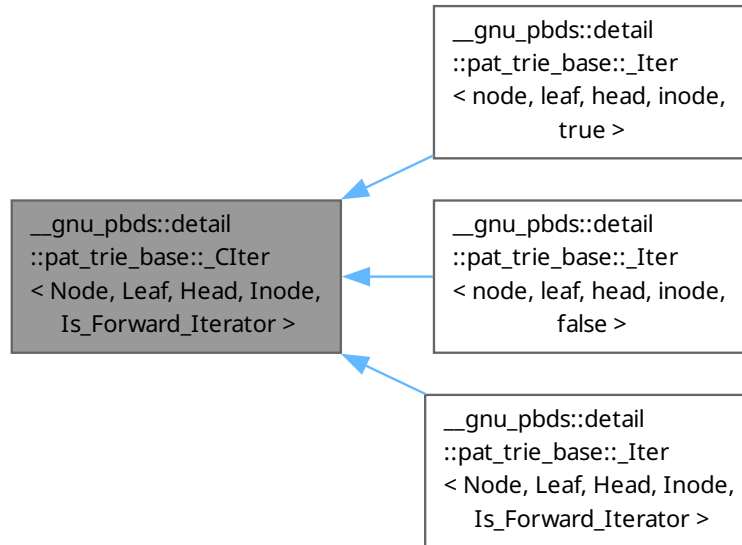 __gnu_pbds::detail
::pat_trie_base::_Iter
< node, leaf, head, inode,
true >
__gnu_pbds::detail
::pat_trie_base::_CIter
< Node, Leaf, Head, Inode,
Is_Forward_Iterator >
__gnu_pbds::detail
::pat_trie_base::_Iter
< node, leaf, head, inode,
false >
__gnu_pbds::detail
::pat_trie_base::_Iter
< Node, Leaf, Head, Inode,
Is_Forward_Iterator >